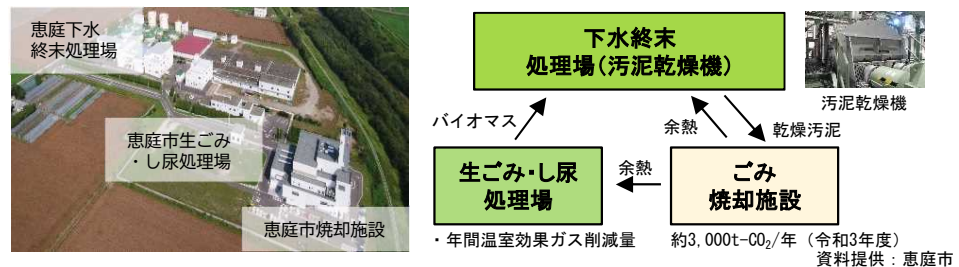 恵庭下水
終末処理場
恵庭市生ごみ
・し尿処理場
恵庭市焼却施設
下水終末
処理場(汚泥乾燥機)
汚泥乾燥機
バイオマス
余熱
乾燥汚泥
生ごみ・し尿
処理場
余熱
ごみ
焼却施設
・年間温室効果ガス削減量 約3,000t-CO₂/年（令和3年度）
資料提供：恵庭市